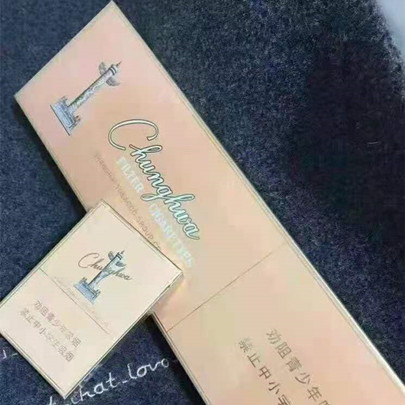 Chunghwa
FILTER CIGARETTES
劝阻青少年
禁止中小学
Chunghwa
劝阻青少年吸烟
禁止中小学生吸烟
chat_lovo